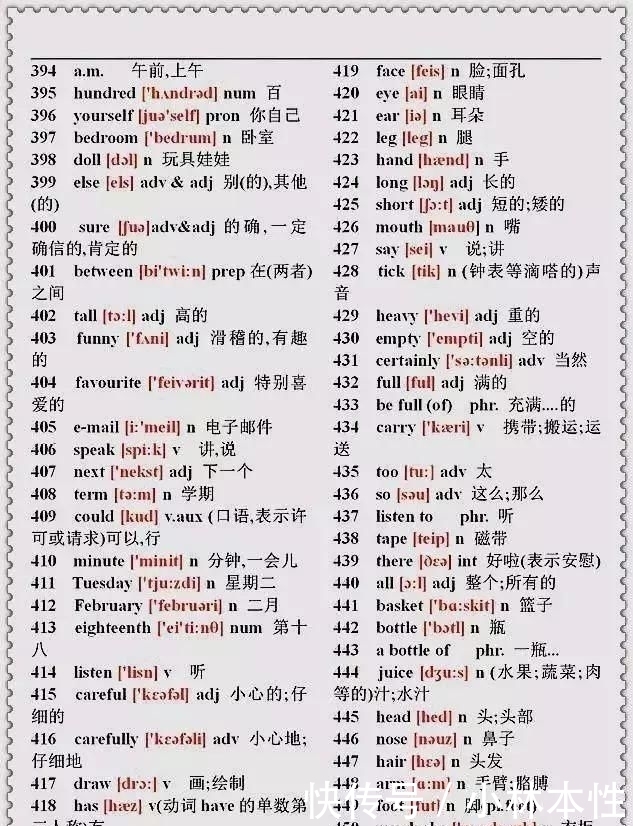 394 a.m. 午前,上午
395 hundred ['hʌndrəd] num 百
396 yourself [juə'self] pron 你自己
397 bedroom ['bedrum] n 卧室
398 doll [dɔl] n 玩具娃娃
399 else [els] adv & adj 别(的),其他
(的)
400 sure [ʃuə]adv&adj 的确,一定
确信的,肯定的
401 between [bi'twi:n] prep 在(两者)
之间
402 tall [tɔ:l] adj 高的
403 funny ['fʌni] adj 滑稽的,有趣
的
404 favourite ['feivərit] adj 特别喜
爱的
405 e-mail [i:'meil] n 电子邮件
406 speak [spi:k] v 讲,说
407 next ['nekst] adj 下一个
408 term [tə:m] n 学期
409 could [kud] v.aux (口语,表示许
可或请求)可以,行
410 minute ['minit] n 分钟,一会儿
411 Tuesday ['tju:zdi] n 星期二
412 February ['februəri] n 二月
413 eighteenth ['ei'ti:nθ] num 第十
八
414 listen ['lisn] v 听
415 careful ['kɛəfəl] adj 小心的;仔
细的
416 carefully ['kɛəfəli] adv 小心地;
仔细地
417 draw [drɔ:] v 画;绘制
418 has [hæz] v(动词 have 的单数第
三人称)有
419 face [feis] n 脸;面孔
420 eye [ai] n 眼睛
421 ear [iə] n 耳朵
422 leg [leg] n 腿
423 hand [hænd] n 手
424 long [lɔŋ] adj 长的
425 short [ʃɔ:t] adj 短的;矮的
426 mouth [mauθ] n 嘴
427 say [sei] v 说;讲
428 tick [tik] n (钟表等滴嗒的)声
音
429 heavy ['hevi] adj 重的
430 empty ['empti] adj 空的
431 certainly ['sə:tənli] adv 当然
432 full [ful] adj 满的
433 be full (of) phr. 充满....的
434 carry ['kæri] v 携带;搬运;运
送
435 too [tu:] adv 太
436 so [səu] adv 这么;那么
437 listen to phr. 听
438 tape [teip] n 磁带
439 there [ðɛə] int 好啦(表示安慰)
440 all [ɔ:l] adj 整个;所有的
441 basket ['bɑ:skit] n 篮子
442 bottle ['bɔtl] n 瓶
443 a bottle of phr. 一瓶...
444 juice [dʒu:s] n (水果;蔬菜;肉
等的)汁;水汁
445 head [hed] n 头;头部
446 nose [nəuz] n 鼻子
447 hair [hɛə] n 头发
448 arm [ɑ:m] n 手臂;胳膊
449 foot [fut] n 脚
450
快传号 / 小林本性